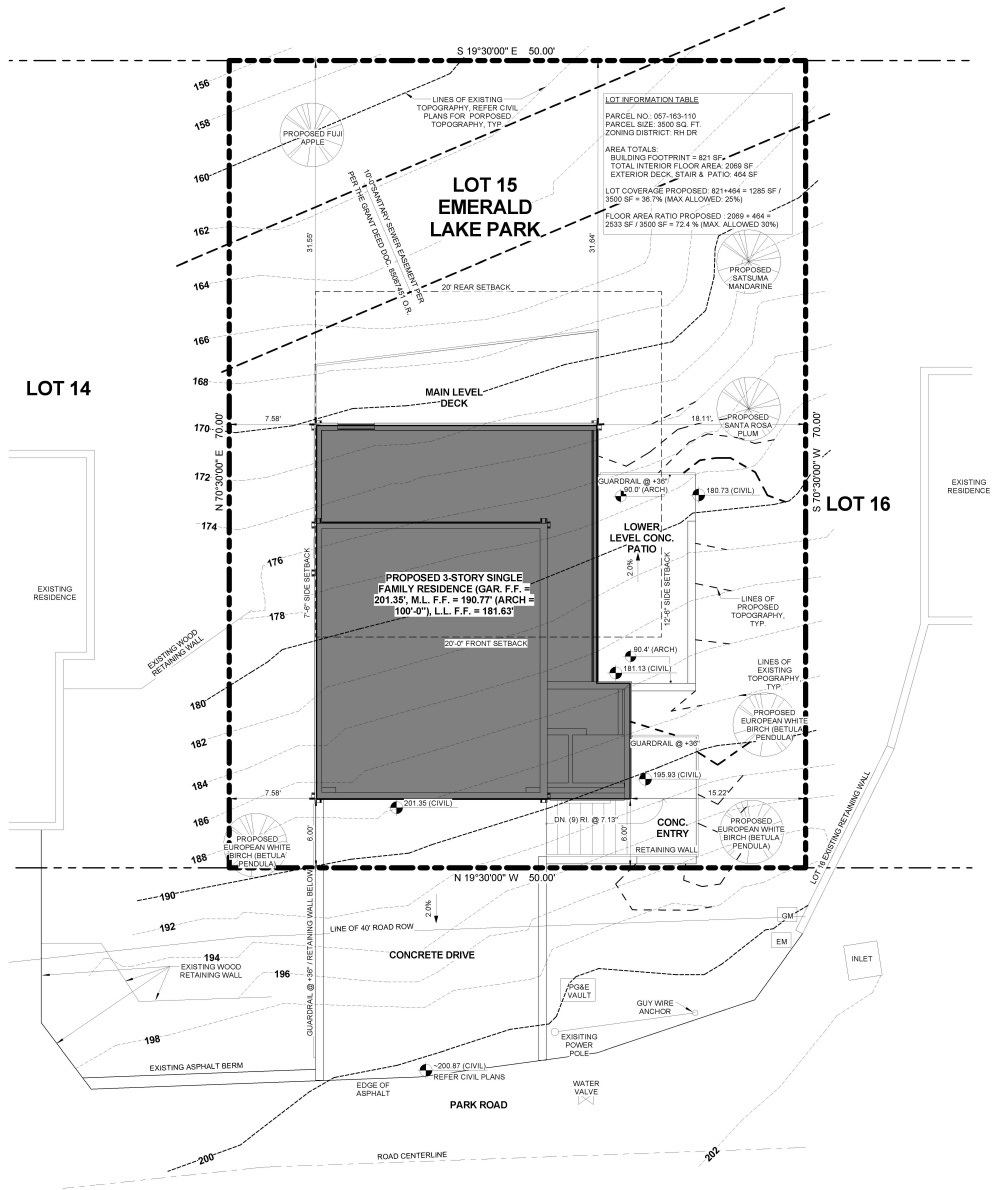 S 19°30'00" E    50.00'
156
158
160
162
164
166
168
170
172
174
176
178
180
182
184
186
188
190
192
194
196
198
200
202
LINES OF EXISTING
TOPOGRAPHY, REFER CIVIL
PLANS FOR PORPOSED
TOPOGRAPHY, TYP.
PROPOSED FUJI
APPLE
LOT INFORMATION TABLE
PARCEL NO.: 057-163-110
PARCEL SIZE: 3500 SQ. FT.
ZONING DISTRICT: RH DR
AREA TOTALS:
BUILDING FOOTPRINT = 821 SF
TOTAL INTERIOR FLOOR AREA: 2069 SF
EXTERIOR DECK, STAIR & PATIO: 464 SF
LOT COVERAGE PROPOSED: 821+464 = 1285 SF /
3500 SF = 36.7% (MAX ALLOWED: 25%)
FLOOR AREA RATIO PROPOSED : 2069 + 464 =
2533 SF / 3500 SF = 72.4 % (MAX. ALLOWED 30%)
LOT 15
EMERALD
LAKE PARK
10'-0"SANITARY SEWER EASEMENT PER
PER THE GRANT DEED DOC. 85087451 O.R.
31.55'
31.64'
PROPOSED
SATSUMA
MANDARINE
20' REAR SETBACK
LOT 14
MAIN LEVEL
DECK
7.58'
18.11'
PROPOSED
SANTA ROSA
PLUM
N 70°30'00" E    70.00'
S 70°30'00" W    70.00'
LOT 16
EXISTING
RESIDENCE
GUARDRAIL @ +36"
90.0' (ARCH)
180.73 (CIVIL)
LOWER
LEVEL CONC.
PATIO
2.0%
12'-6" SIDE SETBACK
7'-6" SIDE SETBACK
PROPOSED 3-STORY SINGLE
FAMILY RESIDENCE (GAR. F.F. =
201.35', M.L. F.F. = 190.77' (ARCH =
100'-0"), L.L. F.F. = 181.63'
EXISTING
RESIDENCE
LINES OF
PROPOSED
TOPOGRAPHY,
TYP.
EXISTING WOOD
RETAINING WALL
20'-0" FRONT SETBACK
90.4' (ARCH)
181.13 (CIVIL)
LINES OF
EXISTING
TOPOGRAPHY,
TYP.
PROPOSED
EUROPEAN WHITE
BIRCH (BETULA
PENDULA)
GUARDRAIL @ +36"
195.93 (CIVIL)
7.58'
201.35 (CIVIL)
15.22'
6.00'
DN. (9) RI. @ 7.13"
6.00'
CONC.
ENTRY
RETAINING WALL
PROPOSED
EUROPEAN WHITE
BIRCH (BETULA
PENDULA)
PROPOSED
EUROPEAN WHITE
BIRCH (BETULA
PENDULA)
LOT 16 EXISTING RETAINING WALL
N 19°30'00" W    50.00'
GUARDRAIL @ +36" / RETAINING WALL BELOW
2.0%
LINE OF 40' ROAD ROW
GM
EM
CONCRETE DRIVE
EXISTING WOOD
RETAINING WALL
INLET
PG&E
VAULT
GUY WIRE
ANCHOR
EXISITING
POWER
POLE
EXISTING ASPHALT BERM
~200.87 (CIVIL)
REFER CIVIL PLANS
EDGE OF
ASPHALT
WATER
VALVE
PARK ROAD
ROAD CENTERLINE